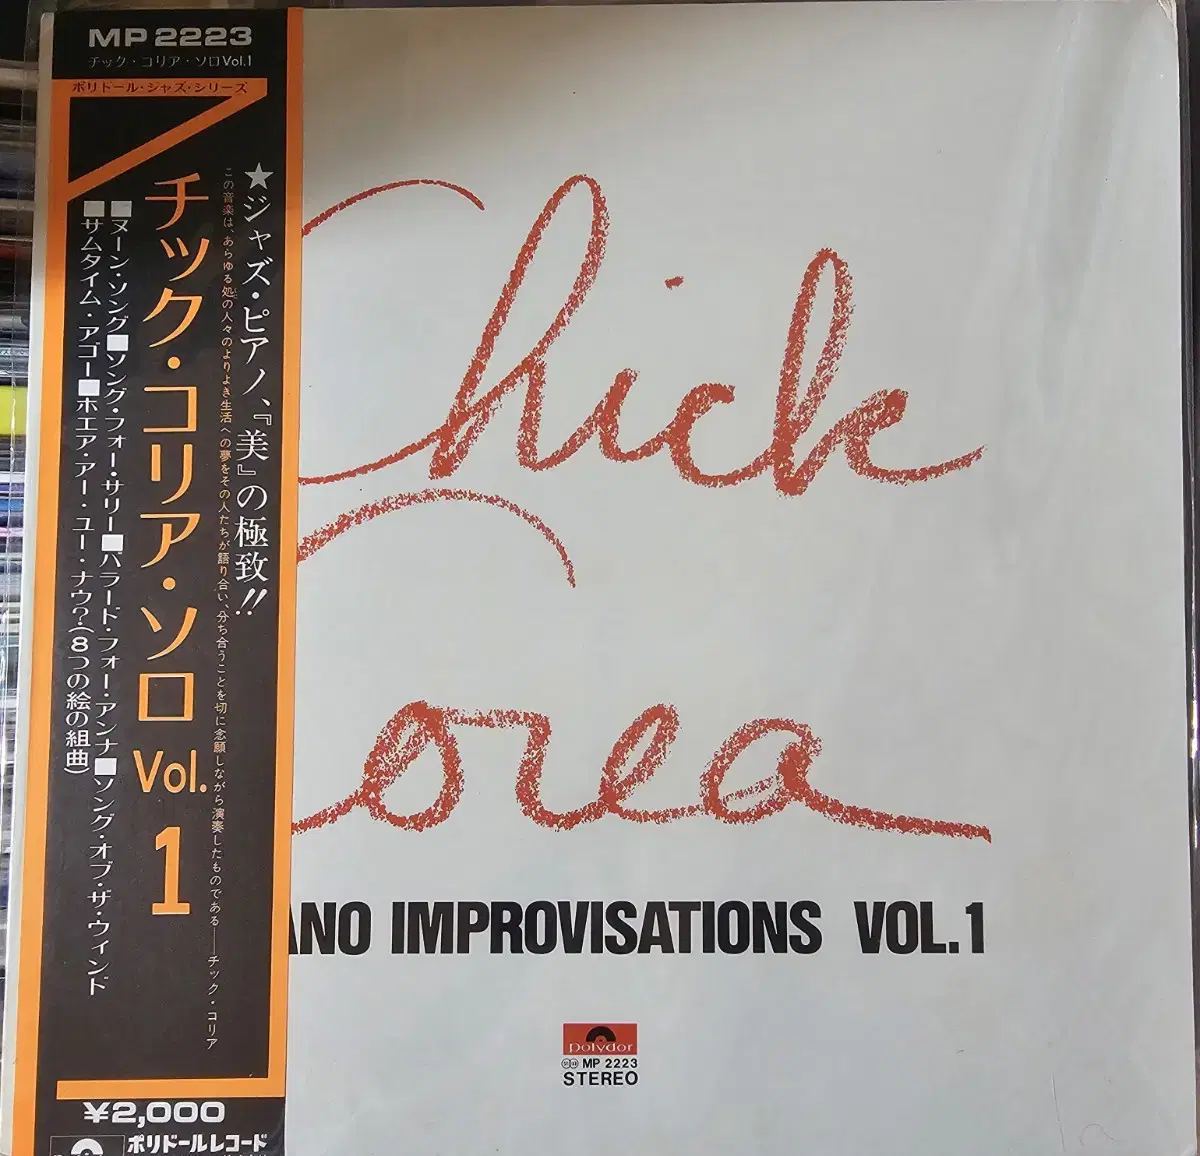 MP 2223
チック・コリア・ソロVol.1
ポリドール・ジャズ・シリーズ
★ジャズ・ピアノ、『美』の極致!!
この音楽は、あらゆる処の人々のよりよき生活への夢をその人たちが語り合い、分ち合うことを切に念願しながら演奏したものである——チック・コリア
チック・コリア・ソロ Vol. 1
■ヌーン・ソング■ソング・フォー・サリー■バラード・フォー・アンナ■ソング・オブ・ザ・ウィンド
■サムタイム・アゴー■ホエア・アー・ユー・ナウ?(8つの絵の組曲)
¥2,000
ポリドールレコード
Chick
Corea
ANO IMPROVISATIONS VOL.1
polydor
MP 2223
STEREO